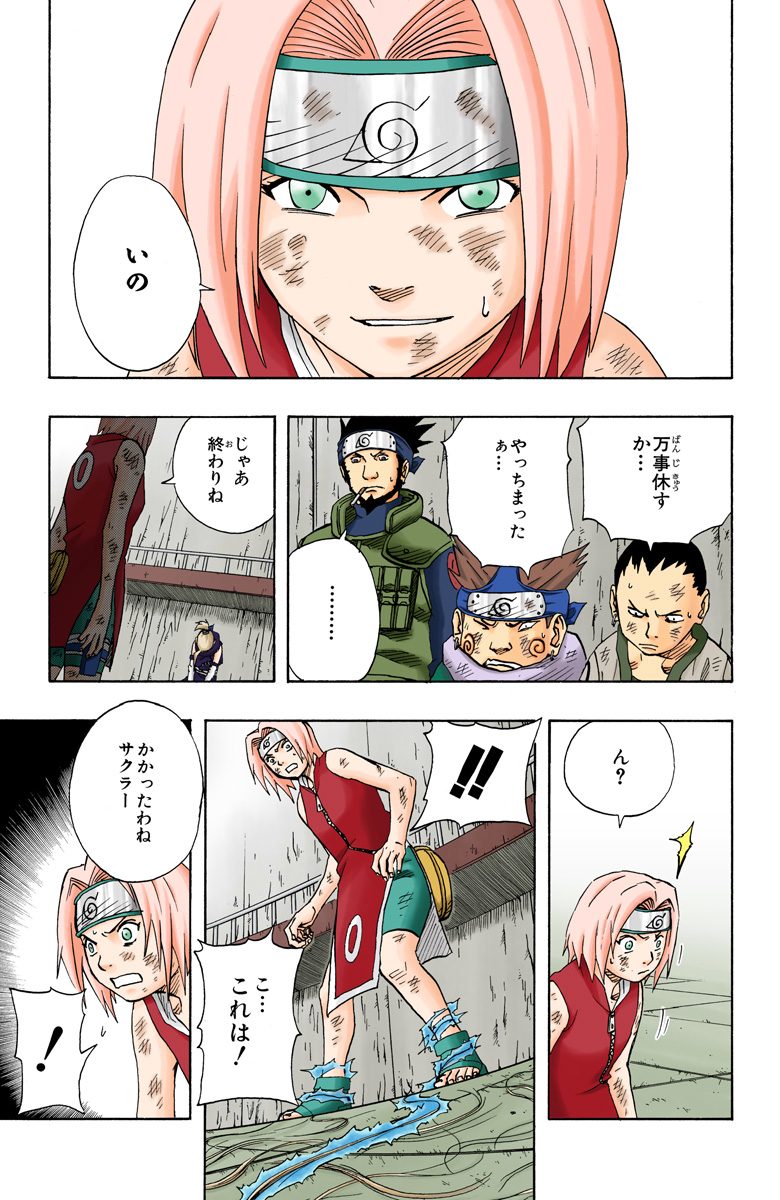 いの
万事休す
か…
やっちまった
ぁ…
………
じゃあ
終わりね
ん？
!!
こ…
これは！
かかったわね
サクラー
！